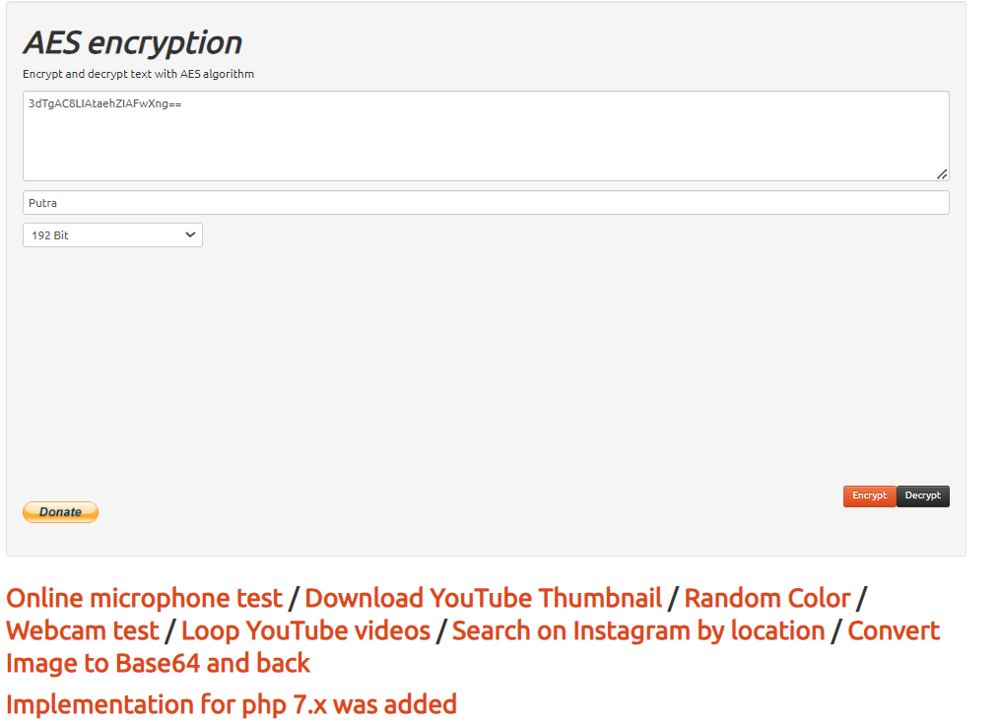 AES encryption
Encrypt and decrypt text with AES algorithm
3dTgAC8LIAtaehZIAFwXng==
Putra
192 Bit
Encrypt Decrypt
Donate
Online microphone test / Download YouTube Thumbnail / Random Color /
Webcam test / Loop YouTube videos / Search on Instagram by location / Convert
Image to Base64 and back
Implementation for php 7.x was added